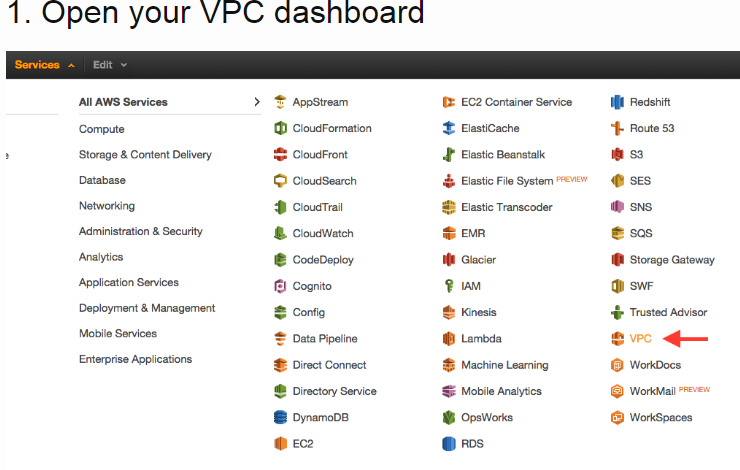 1. Open your VPC dashboard
Services Edit
All AWS Services
Compute
e
Storage & Content Delivery
Database
Networking
Administration & Security
Analytics
Application Services
Deployment & Management
Mobile Services
Enterprise Applications
AppStream
CloudFormation
CloudFront
CloudSearch
CloudTrail
CloudWatch
CodeDeploy
Cognito
Config
Data Pipeline
Direct Connect
Directory Service
DynamoDB
EC2
EC2 Container Service
ElastiCache
Elastic Beanstalk
Elastic File System PREVIEW
Elastic Transcoder
EMR
Glacier
IAM
Kinesis
Lambda
Machine Learning
Mobile Analytics
OpsWorks
RDS
Redshift
Route 53
S3
SES
SNS
SQS
Storage Gateway
SWF
Trusted Advisor
VPC
WorkDocs
WorkMail PREVIEW
WorkSpaces